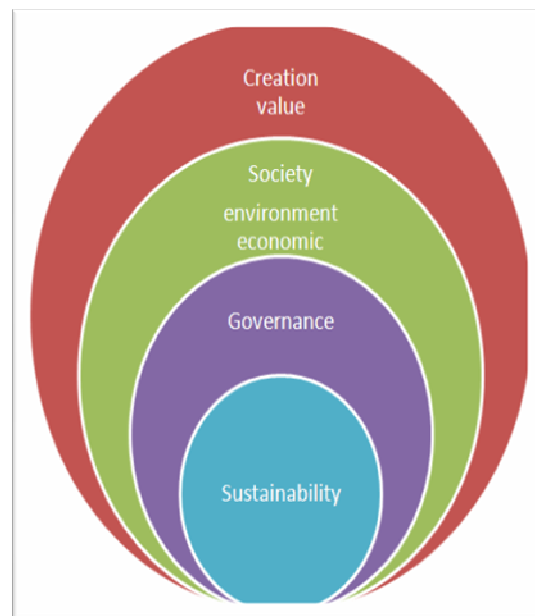 Creation
value
Society
environment
economic
Governance
Sustainability